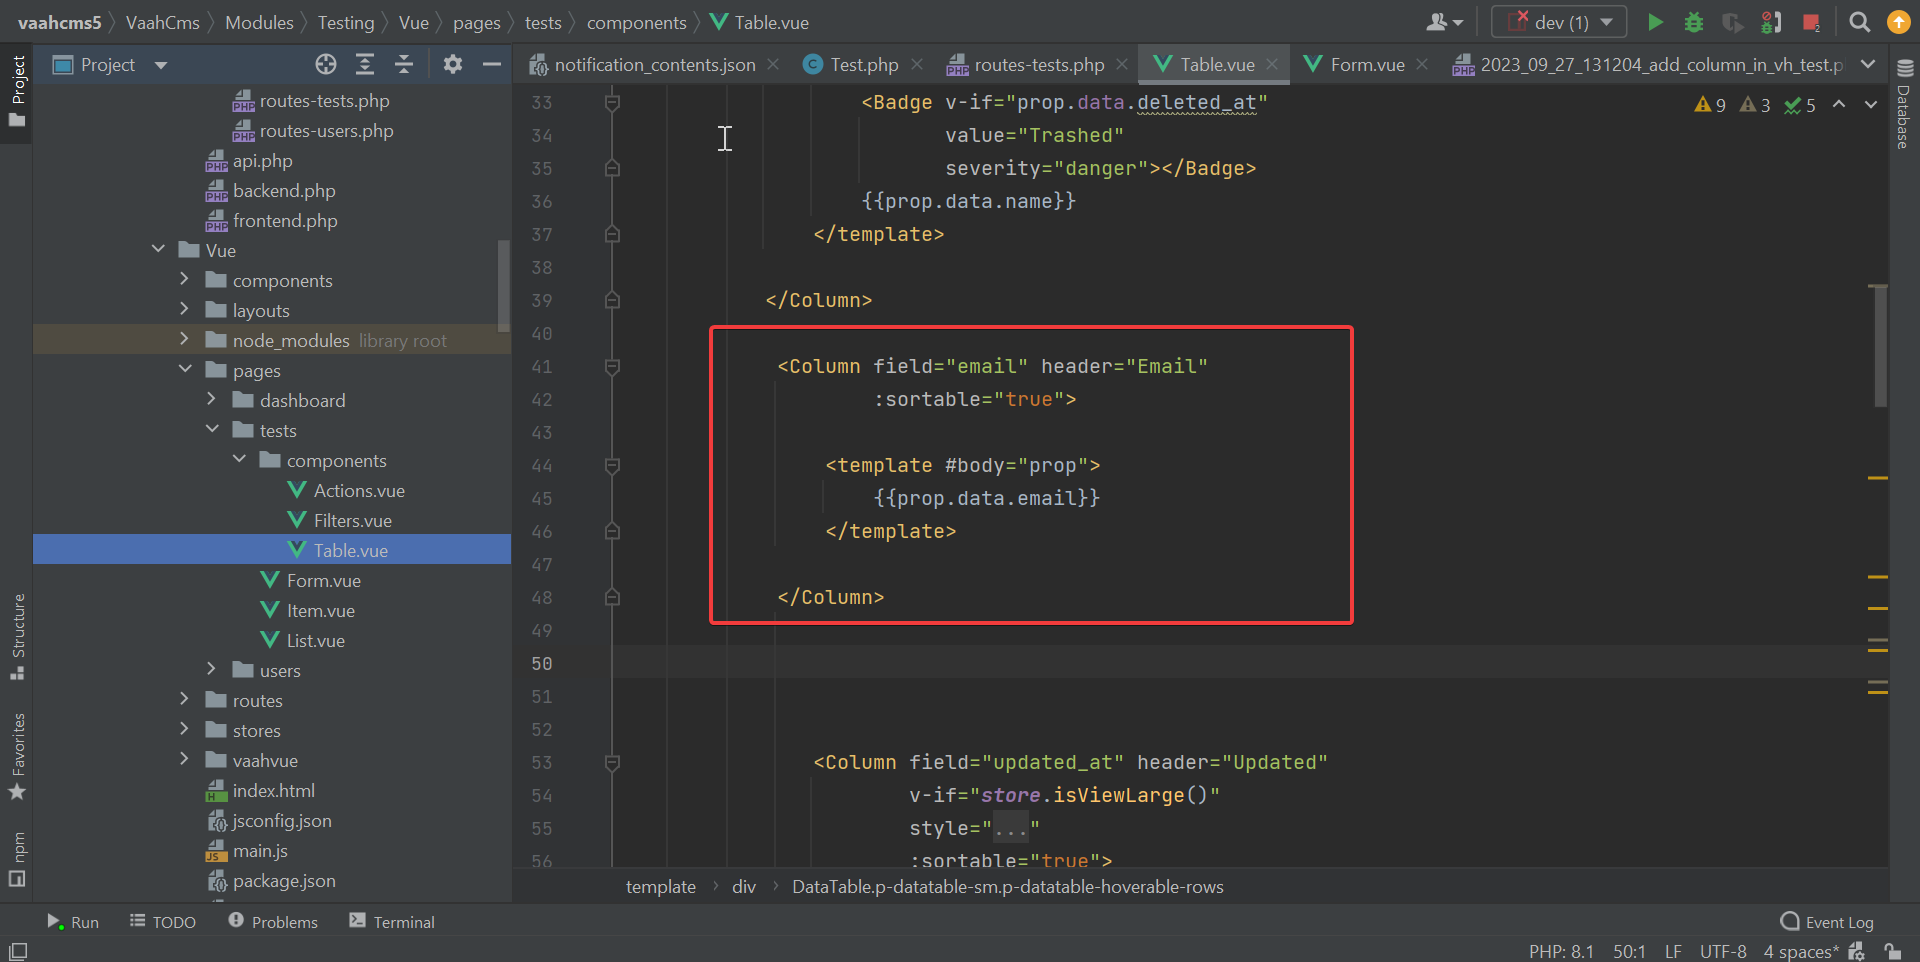 vaahcms5 VaahCms Modules Testing Vue pages tests components Table.vue
dev (1)
Project
notification_contents.json Test.php routes-tests.php Table.vue Form.vue 2023_09_27_131204_add_column_in_vh_test.p
Project
routes-tests.php
routes-users.php
api.php
backend.php
frontend.php
Vue
components
layouts
node_modules library root
pages
dashboard
tests
components
Actions.vue
Filters.vue
Table.vue
Form.vue
Item.vue
List.vue
users
routes
stores
vaahvue
index.html
jsconfig.json
main.js
package.json
Structure
Favorites
npm
Database
9 3 5
33 <Badge v-if="prop.data.deleted_at"
34 value="Trashed"
35 severity="danger"></Badge>
36 {{prop.data.name}}
37 </template>
38
39 </Column>
40
41 <Column field="email" header="Email"
42 :sortable="true">
43
44 <template #body="prop">
45 {{prop.data.email}}
46 </template>
47
48 </Column>
49
50
51
52
53 <Column field="updated_at" header="Updated"
54 v-if="store.isViewLarge()"
55 style="..."
56 :sortable="true">
template div DataTable.p-datatable-sm.p-datatable-hoverable-rows
Run TODO Problems Terminal Event Log
PHP: 8.1 50:1 LF UTF-8 4 spaces*